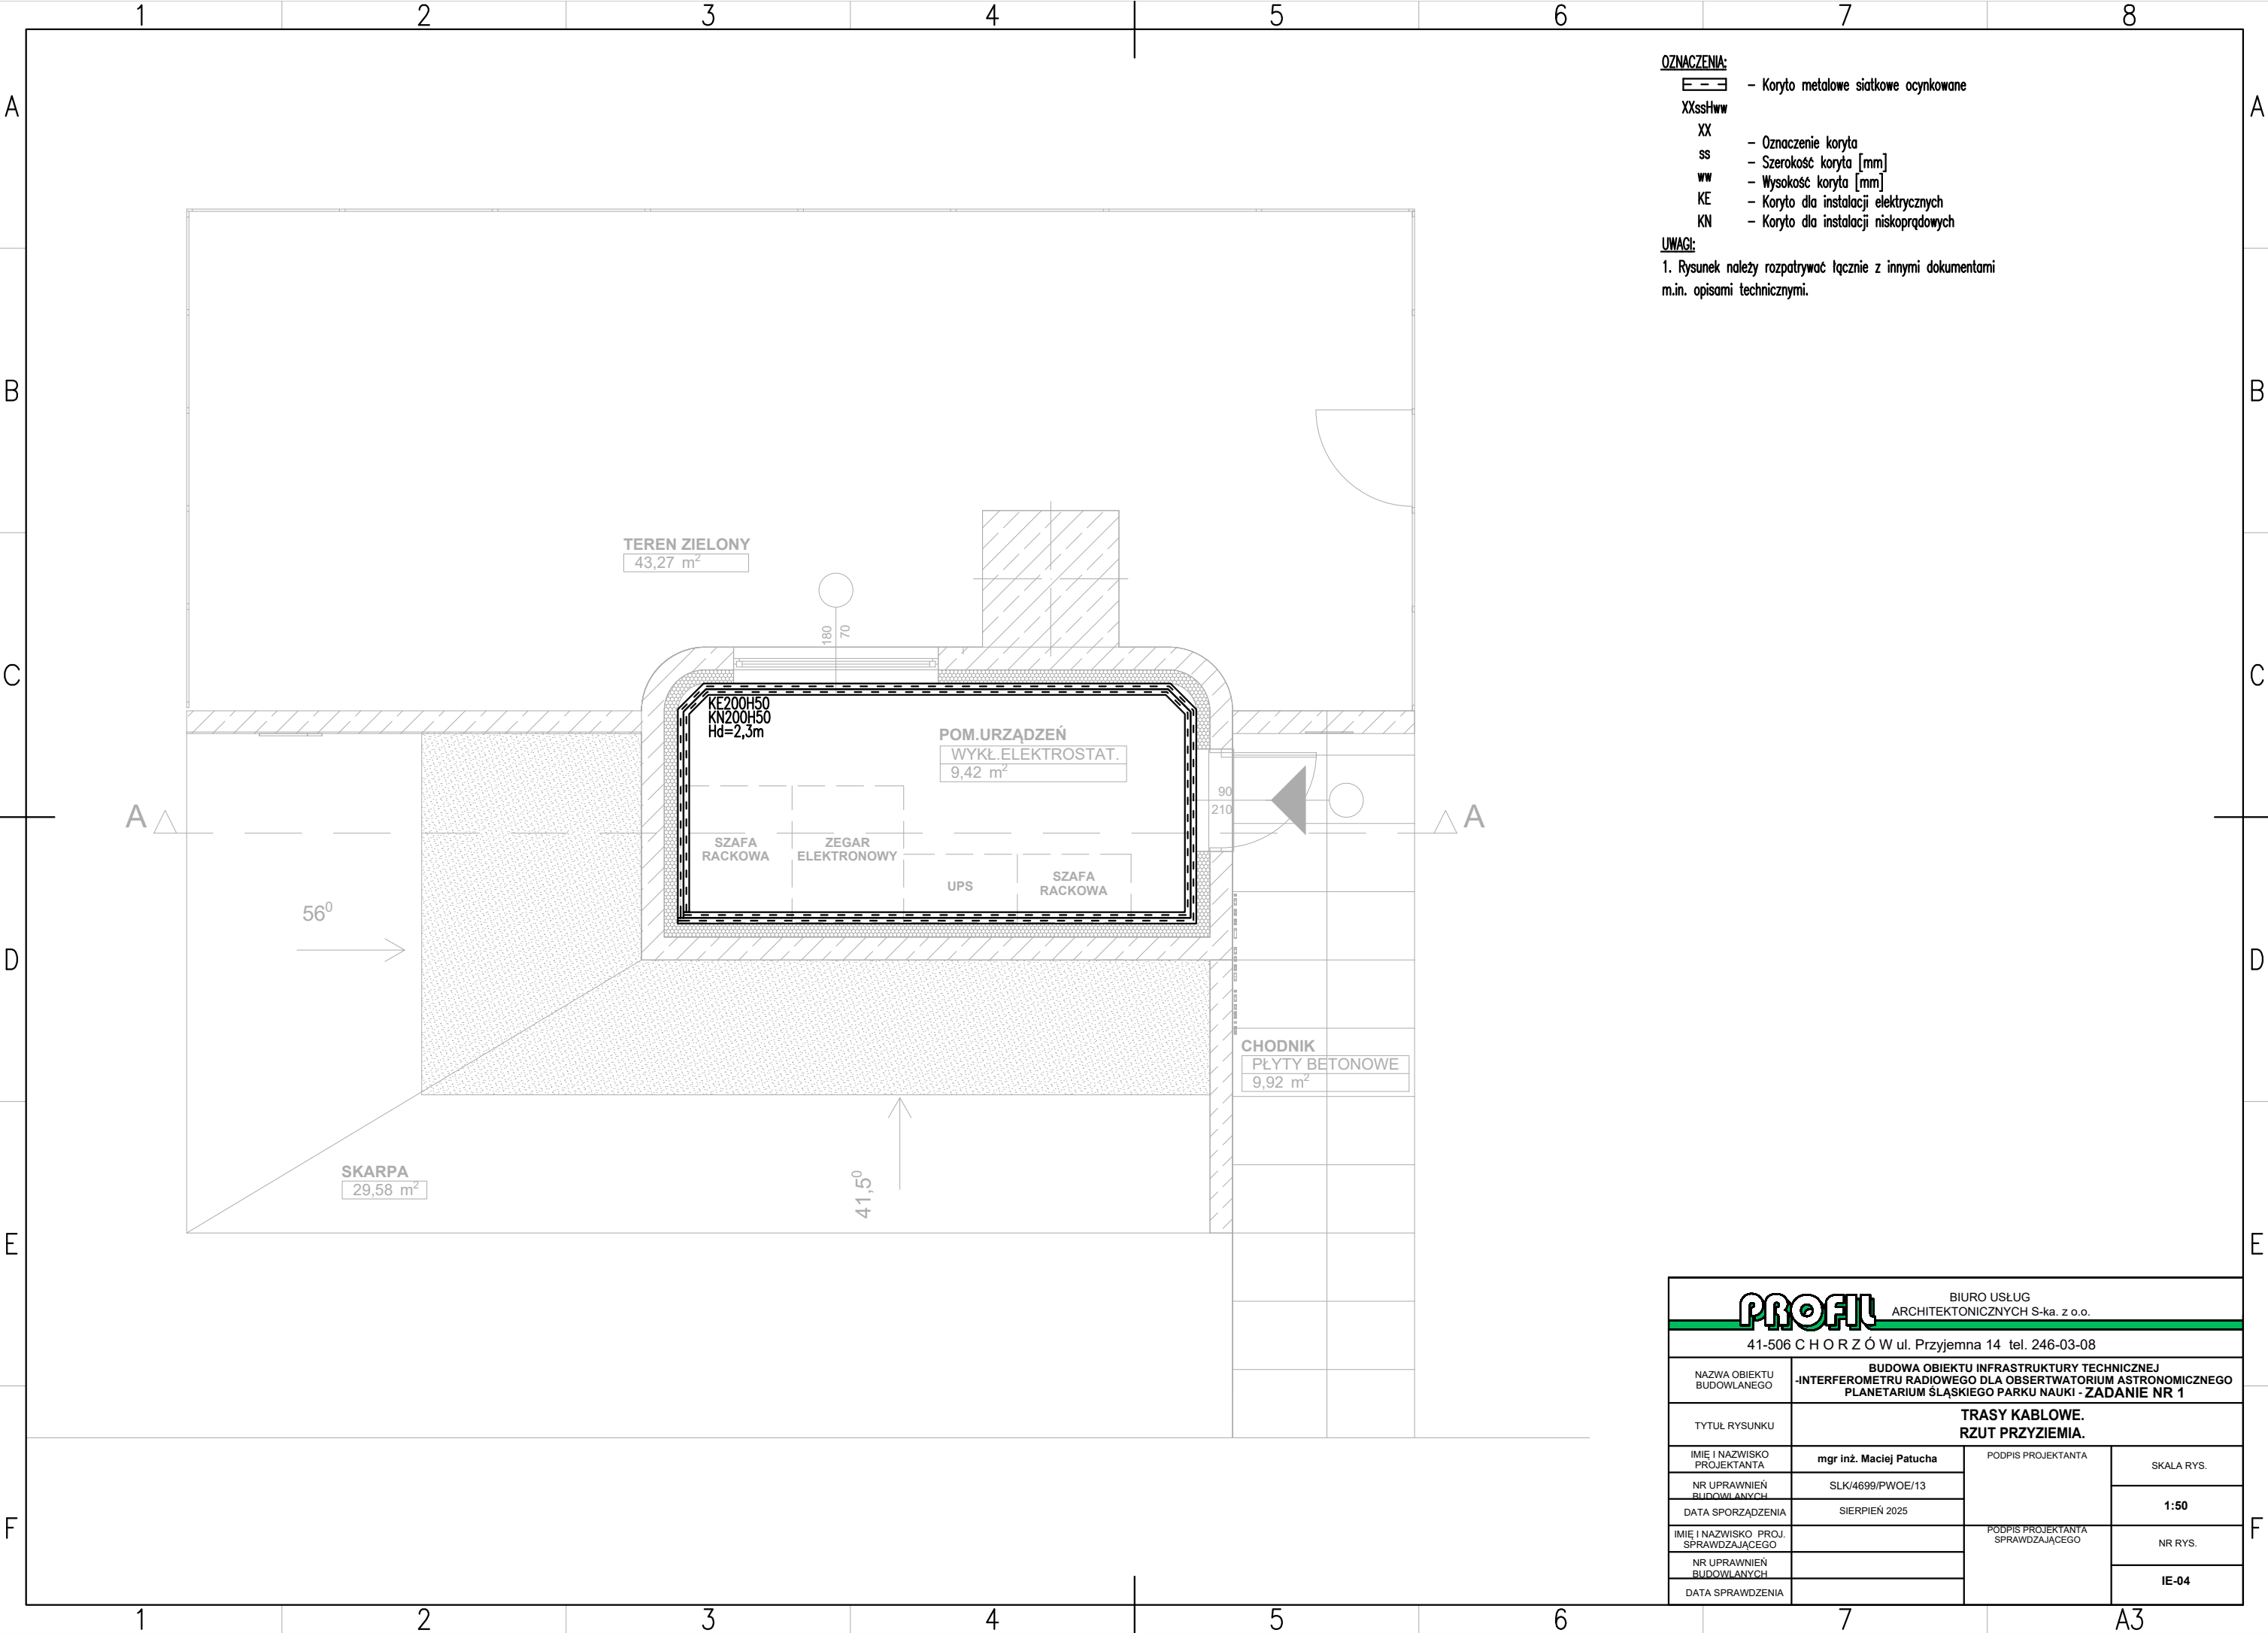 1 2 3 4 5 6 7 8
A A
B B
C C
D D
E E
F F
OZNACZENIA:
– Koryto metalowe siatkowe ocynkowane
XXssHww
XX – Oznaczenie koryta
ss – Szerokość koryta [mm]
ww – Wysokość koryta [mm]
KE – Koryto dla instalacji elektrycznych
KN – Koryto dla instalacji niskoprądowych
UWAGI:
1. Rysunek należy rozpatrywać łącznie z innymi dokumentami
m.in. opisami technicznymi.
TEREN ZIELONY
43,27 m²
180
70
KE200H50
KN200H50
Hd=2,3m
POM.URZĄDZEŃ
WYKŁ.ELEKTROSTAT.
9,42 m²
90
210
A A
SZAFA
RACKOWA
ZEGAR
ELEKTRONOWY
UPS
SZAFA
RACKOWA
56⁰
CHODNIK
PŁYTY BETONOWE
9,92 m²
SKARPA
29,58 m²
41,5⁰
PROFIL
BIURO USŁUG
ARCHITEKTONICZNYCH S-ka. z o.o.
41-506 C H O R Z Ó W ul. Przyjemna 14 tel. 246-03-08
NAZWA OBIEKTU
BUDOWLANEGO
BUDOWA OBIEKTU INFRASTRUKTURY TECHNICZNEJ
-INTERFEROMETRU RADIOWEGO DLA OBSERTWATORIUM ASTRONOMICZNEGO
PLANETARIUM ŚLĄSKIEGO PARKU NAUKI - ZADANIE NR 1
TYTUŁ RYSUNKU
TRASY KABLOWE.
RZUT PRZYZIEMIA.
IMIĘ I NAZWISKO
PROJEKTANTA
mgr inż. Maciej Patucha
PODPIS PROJEKTANTA
SKALA RYS.
NR UPRAWNIEŃ
BUDOWLANYCH
SLK/4699/PWOE/13
1:50
DATA SPORZĄDZENIA
SIERPIEŃ 2025
IMIĘ I NAZWISKO PROJ.
SPRAWDZAJĄCEGO
PODPIS PROJEKTANTA
SPRAWDZAJĄCEGO
NR RYS.
NR UPRAWNIEŃ
BUDOWLANYCH
IE-04
DATA SPRAWDZENIA
1 2 3 4 5 6 7 A3